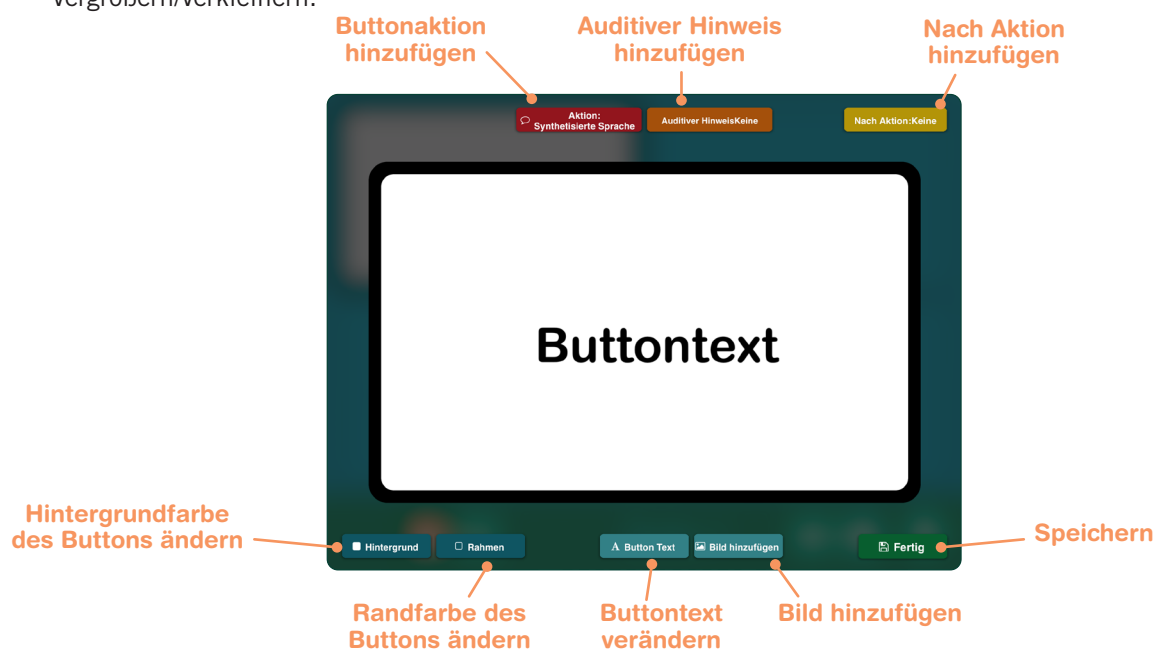 vergrößern/verkleinern.
Buttonaktion
hinzufügen
Auditiver Hinweis
hinzufügen
Nach Aktion
hinzufügen
Aktion:
Synthetisierte Sprache
Auditiver HinweisKeine
Nach Aktion:Keine
Buttontext
Hintergrundfarbe
des Buttons ändern
Hintergrund
Rahmen
A Button Text
Bild hinzufügen
Fertig
Speichern
Randfarbe des
Buttons ändern
Buttontext
verändern
Bild hinzufügen